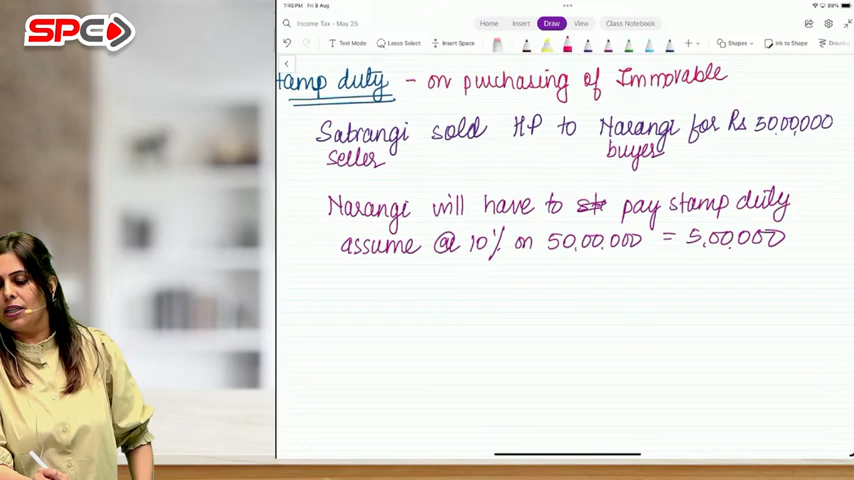 SPC
1:45 PM Fri 9 Aug
89%
Income Tax - May 25
Home Insert Draw View Class Notebook
Text Mode Lasso Select Insert Space Shapes Ink to Shape Drawing
tamp duty - on purchasing of Immovable
Satrangi sold HP to Narangi for Rs 50,00,000
seller buyer
Narangi will have to pay stamp duty
assume @ 10% on 50,00,000 = 5,00,000